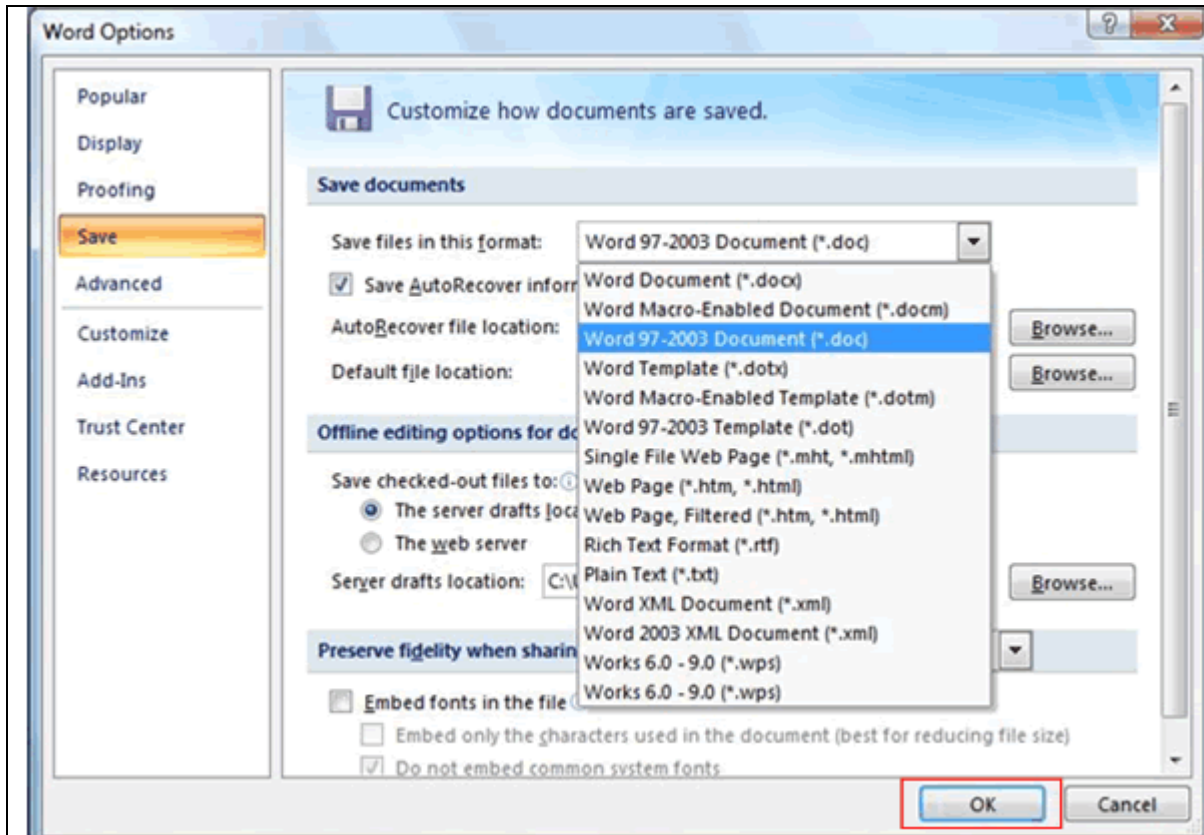 Word Options
Popular
Display
Proofing
Save
Advanced
Customize
Add-Ins
Trust Center
Resources
Customize how documents are saved.
Save documents
Save files in this format: Word 97-2003 Document (*.doc)
Save AutoRecover infor
AutoRecover file location: Browse...
Default file location: Browse...
Word Document (*.docx)
Word Macro-Enabled Document (*.docm)
Word 97-2003 Document (*.doc)
Word Template (*.dotx)
Word Macro-Enabled Template (*.dotm)
Word 97-2003 Template (*.dot)
Single File Web Page (*.mht, *.mhtml)
Web Page (*.htm, *.html)
Web Page, Filtered (*.htm, *.html)
Rich Text Format (*.rtf)
Plain Text (*.txt)
Word XML Document (*.xml)
Word 2003 XML Document (*.xml)
Works 6.0 - 9.0 (*.wps)
Works 6.0 - 9.0 (*.wps)
Offline editing options for do
Save checked-out files to:
The server drafts loca
The web server
Server drafts location: C:\U Browse...
Preserve fidelity when sharin
Embed fonts in the file
Embed only the characters used in the document (best for reducing file size)
Do not embed common system fonts
OK Cancel